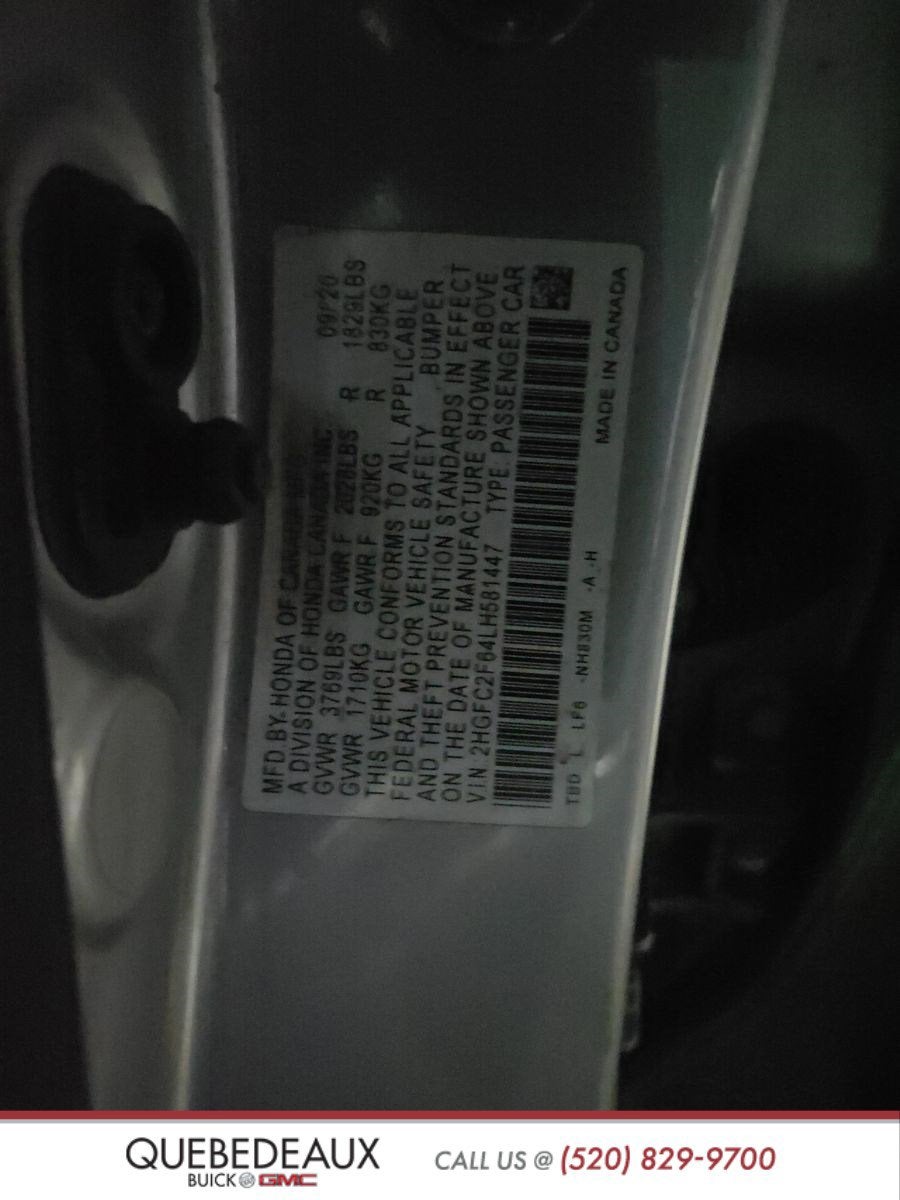 MFD.BY-HONDA OF CANADA MFG. 09/20
A DIVISION OF HONDA CANADA INC.
GVWR 3769LBS GAWR F 2028LBS R 1829LBS
GVWR 1710KG GAWR F 920KG R 830KG
THIS VEHICLE CONFORMS TO ALL APPLICABLE
FEDERAL MOTOR VEHICLE SAFETY, BUMPER
AND THEFT PREVENTION STANDARDS IN EFFECT
ON THE DATE OF MANUFACTURE SHOWN ABOVE
V.I.N.2HGFC2F64LH581447 TYPE. PASSENGER CAR
MADE IN CANADA
L LP6 -NH830M -A -H
QUEBEDEAUX
BUICK GMC
CALL US @ (520) 829-9700